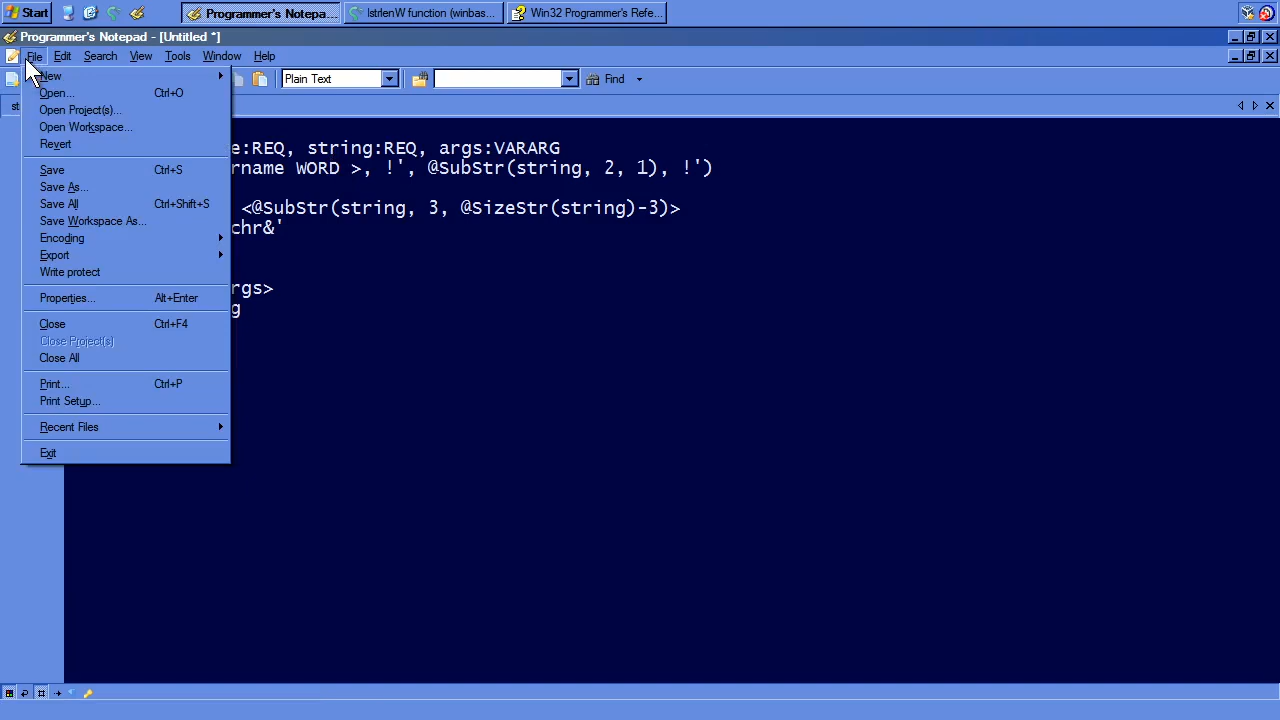 Start Programmer's Notepa... lstrlenW function (winbas... Win32 Programmer's Refe...
Programmer's Notepad - [Untitled *]
File Edit Search View Tools Window Help
Plain Text Find
New
Open... Ctrl+O
Open Project(s)...
Open Workspace...
Revert
Save Ctrl+S
Save As...
Save All Ctrl+Shift+S
Save Workspace As...
Encoding
Export
Write protect
Properties... Alt+Enter
Close Ctrl+F4
Close Project(s)
Close All
Print... Ctrl+P
Print Setup...
Recent Files
Exit
e:REQ, string:REQ, args:VARARG
rname WORD >, !', @SubStr(string, 2, 1), !')
<@SubStr(string, 3, @SizeStr(string)-3)>
chr&'
rgs>
g